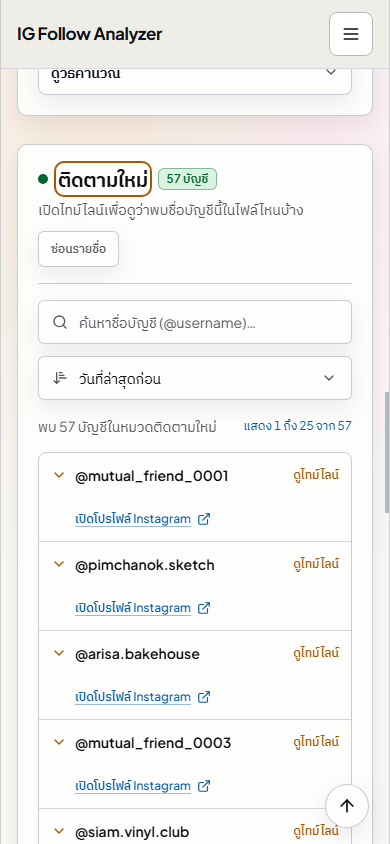 IG Follow Analyzer
ดูวิธีคำนวณ
ติดตามใหม่ 57 บัญชี
เปิดไทม์ไลน์เพื่อดูว่าพบชื่อบัญชีนี้ในไฟล์ไหนบ้าง
ซ่อนรายชื่อ
ค้นหาชื่อบัญชี (@username)...
วันที่ล่าสุดก่อน
พบ 57 บัญชีในหมวดติดตามใหม่ แสดง 1 ถึง 25 จาก 57
@mutual_friend_0001 ดูไทม์ไลน์
เปิดโปรไฟล์ Instagram
@pimchanok.sketch ดูไทม์ไลน์
เปิดโปรไฟล์ Instagram
@arisa.bakehouse ดูไทม์ไลน์
เปิดโปรไฟล์ Instagram
@mutual_friend_0003 ดูไทม์ไลน์
เปิดโปรไฟล์ Instagram
@siam.vinyl.club ดูไทม์ไลน์